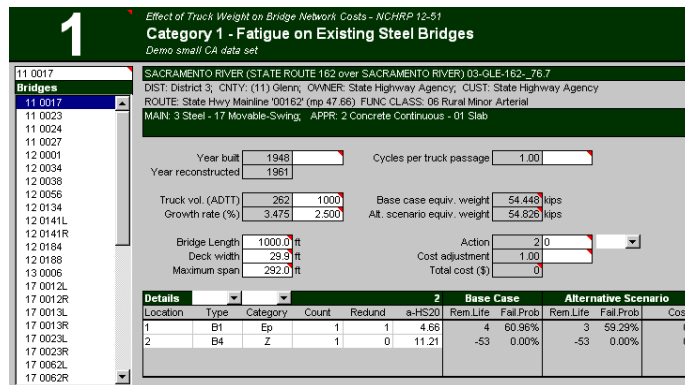 1
Effect of Truck Weight on Bridge Network Costs - NCHRP 12-51
Category 1 - Fatigue on Existing Steel Bridges
Demo small CA data set
11 0017
Bridges
11 0017
11 0023
11 0024
11 0027
12 0001
12 0034
12 0038
12 0056
12 0134
12 0141L
12 0141R
12 0184
12 0188
13 0006
17 0012L
17 0012R
17 0013L
17 0013R
17 0023L
17 0023R
17 0062L
17 0062R
SACRAMENTO RIVER (STATE ROUTE 162 over SACRAMENTO RIVER) 03-GLE-162-_76.7
DIST: District 3; CNTY: (11) Glenn; OWNER: State Highway Agency; CUST: State Highway Agency
ROUTE: State Hwy Mainline '00162' (mp 47.66) FUNC CLASS: 06 Rural Minor Arterial
MAIN: 3 Steel - 17 Movable-Swing; APPR: 2 Concrete Continuous - 01 Slab
Year built 1948 Cycles per truck passage 1.00
Year reconstructed 1961
Truck vol. (ADTT) 262 1000 Base case equiv. weight 54.448 kips
Growth rate (%) 3.475 2.500 Alt. scenario equiv. weight 54.826 kips
Bridge Length 1000.0 ft Action 2 0
Deck width 29.9 ft Cost adjustment 1.00
Maximum span 292.0 ft Total cost ($) 0
Details 2 Base Case Alternative Scenario
Location Type Category Count Redund a-HS20 Rem.Life Fail.Prob Rem.Life Fail.Prob Cos
1 B1 Ep 1 1 4.66 4 60.96% 3 59.29%
2 B4 Z 1 0 11.21 -53 0.00% -53 0.00%